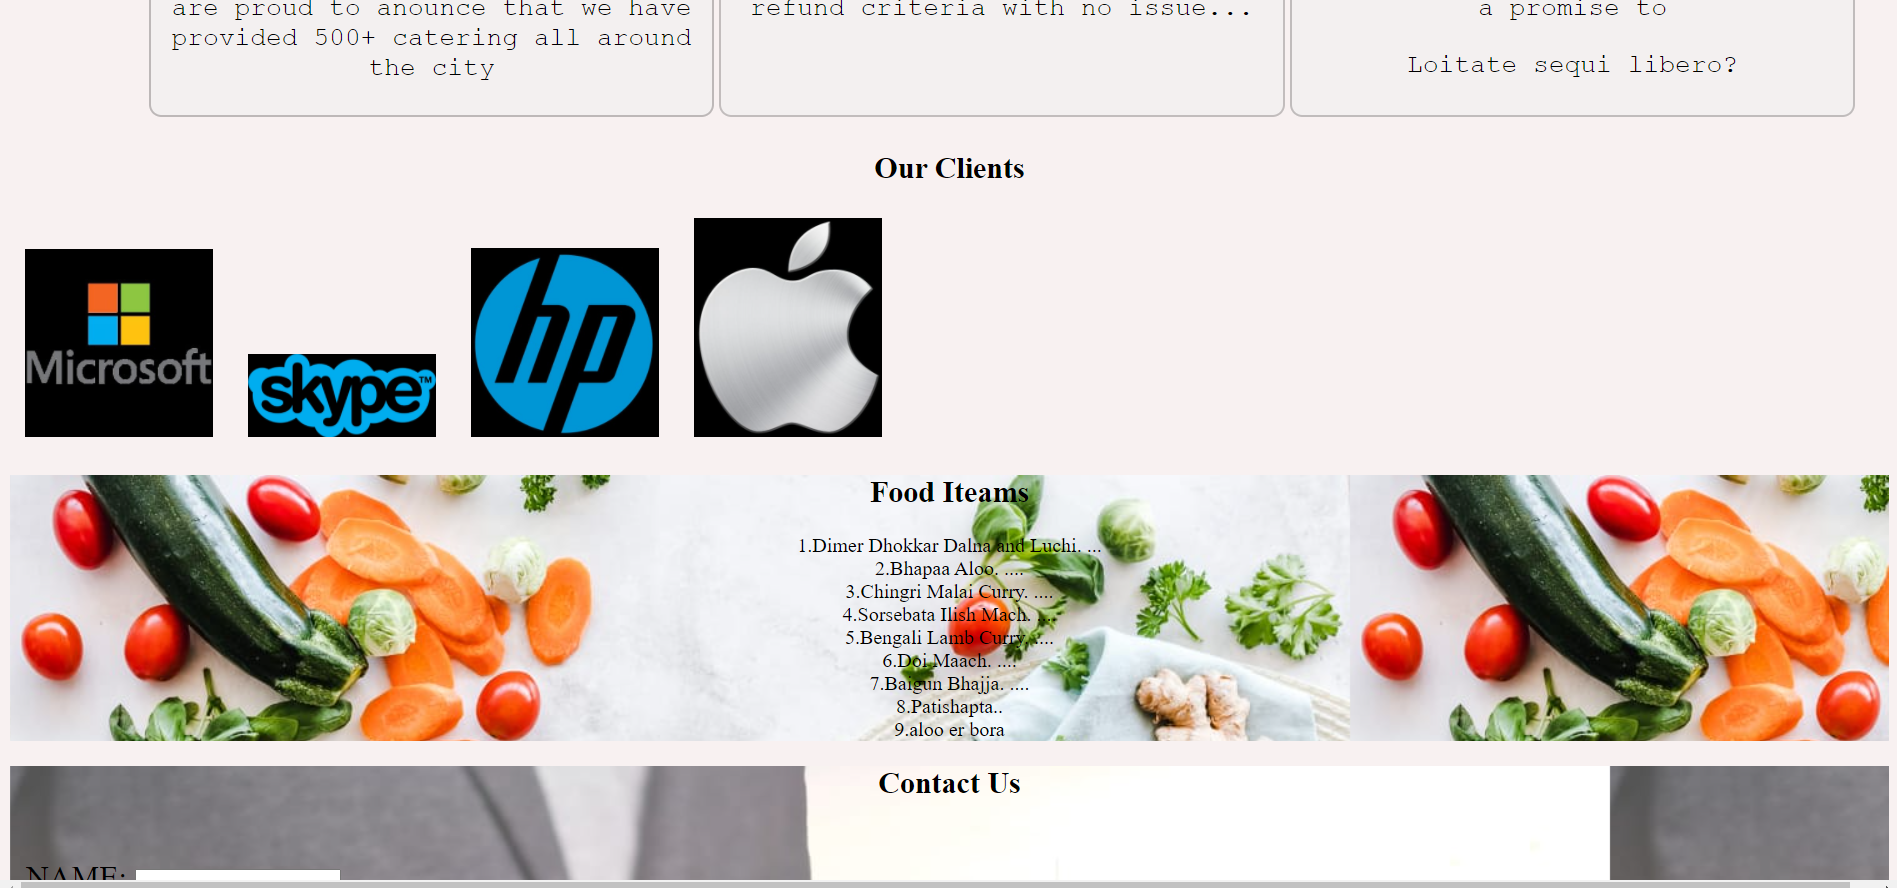 are proud to anounce that we have
provided 500+ catering all around
the city
refund criteria with no issue...
a promise to
Loitate sequi libero?
Our Clients
Microsoft
skype™
hp
Food Iteams
1.Dimer Dhokkar Dalna and Luchi. ...
2.Bhapaa Aloo. ....
3.Chingri Malai Curry. ....
4.Sorsebata Ilish Mach. ....
5.Bengali Lamb Curry. ....
6.Doi Maach. ....
7.Baigun Bhajja. ....
8.Patishapta..
9.aloo er bora
Contact Us
NAME: